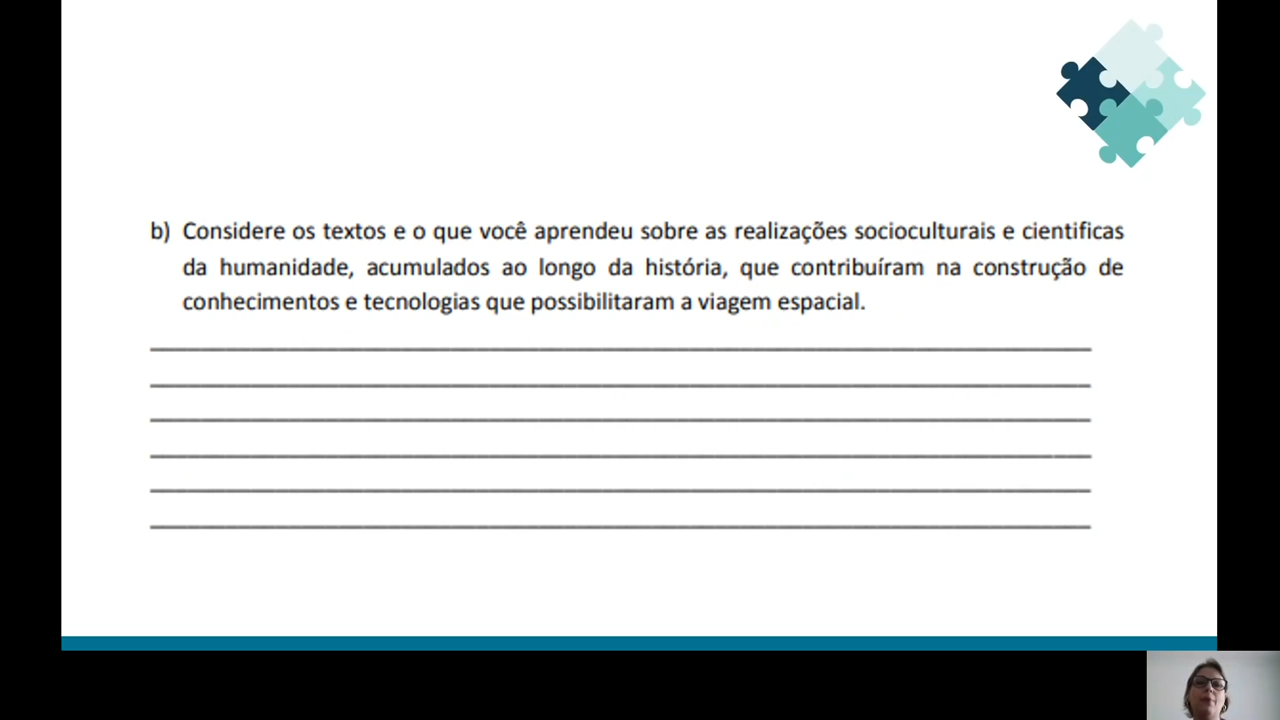 b) Considere os textos e o que você aprendeu sobre as realizações socioculturais e cientificas
da humanidade, acumulados ao longo da história, que contribuíram na construção de
conhecimentos e tecnologias que possibilitaram a viagem espacial.